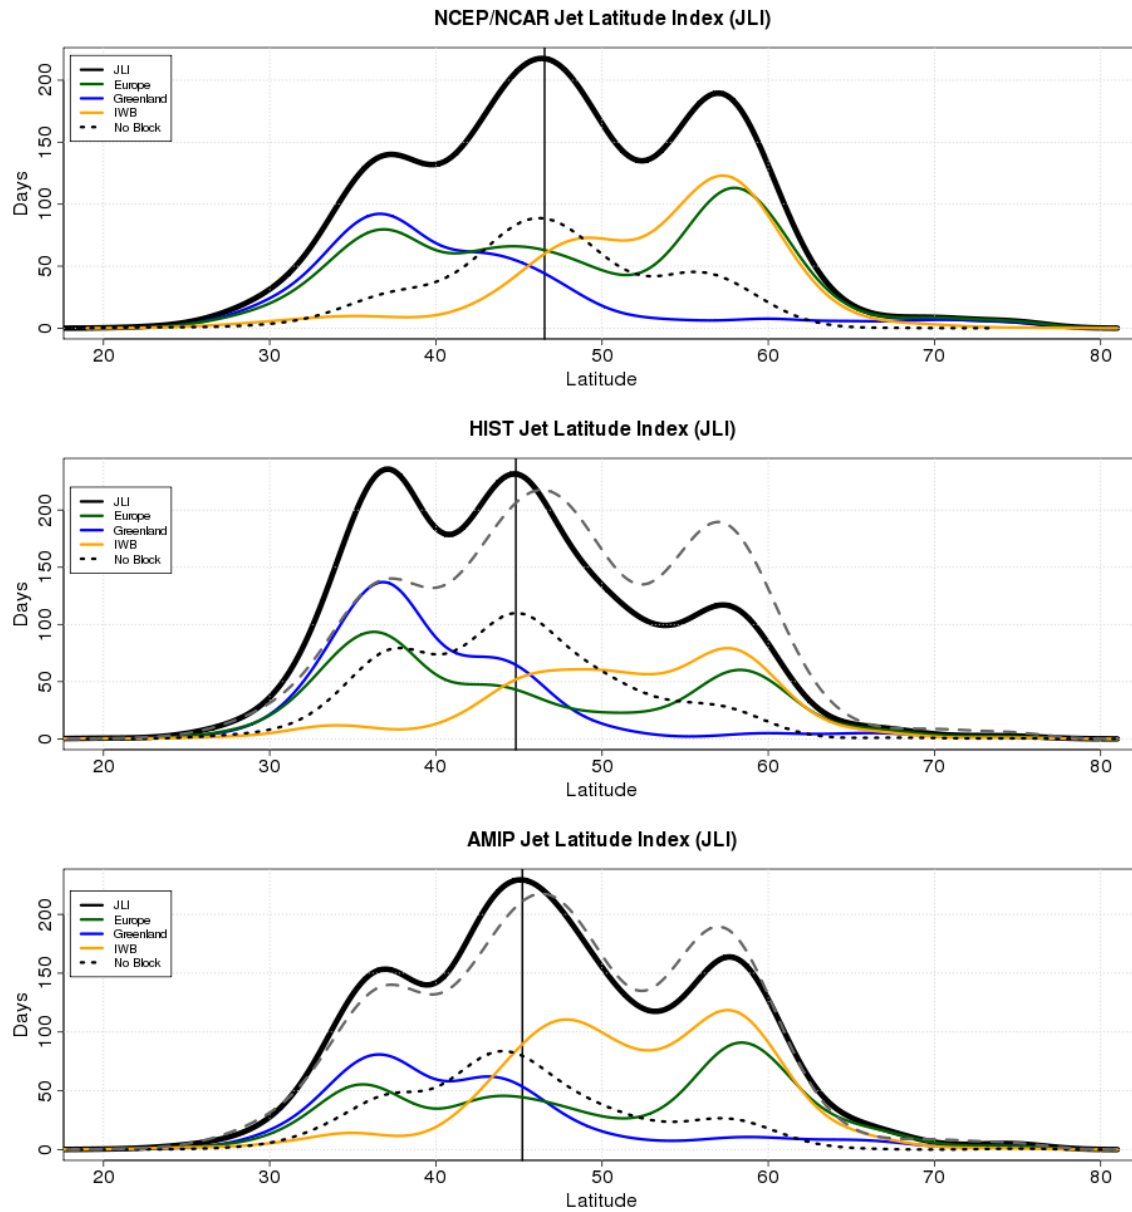 NCEP/NCAR Jet Latitude Index (JLI)
JLI
Europe
Greenland
IWB
No Block
Days
0 50 100 150 200
20 30 40 50 60 70 80
Latitude
HIST Jet Latitude Index (JLI)
JLI
Europe
Greenland
IWB
No Block
Days
0 50 100 150 200
20 30 40 50 60 70 80
Latitude
AMIP Jet Latitude Index (JLI)
JLI
Europe
Greenland
IWB
No Block
Days
0 50 100 150 200
20 30 40 50 60 70 80
Latitude